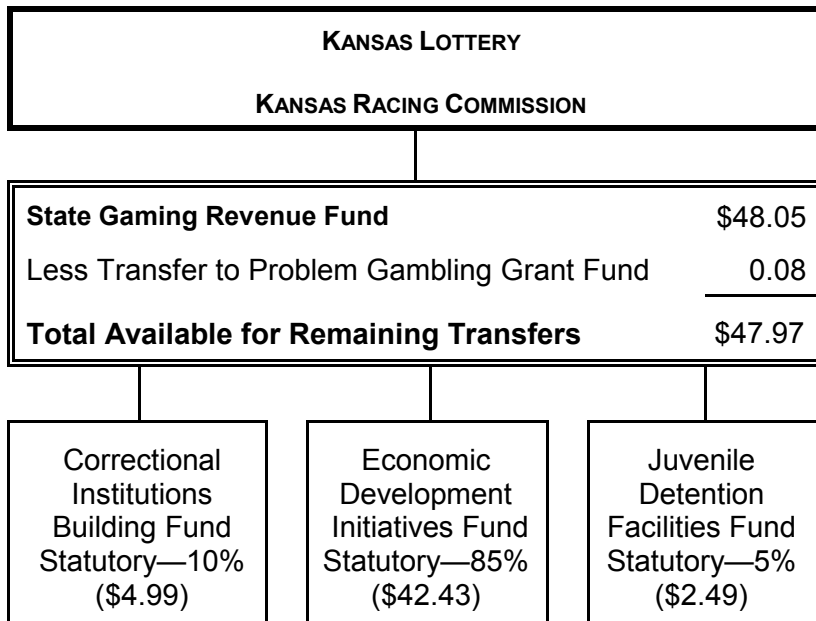 KANSAS LOTTERY
KANSAS RACING COMMISSION
State Gaming Revenue Fund $48.05
Less Transfer to Problem Gambling Grant Fund 0.08
Total Available for Remaining Transfers $47.97
Correctional
Institutions
Building Fund
Statutory—10%
($4.99)
Economic
Development
Initiatives Fund
Statutory—85%
($42.43)
Juvenile
Detention
Facilities Fund
Statutory—5%
($2.49)